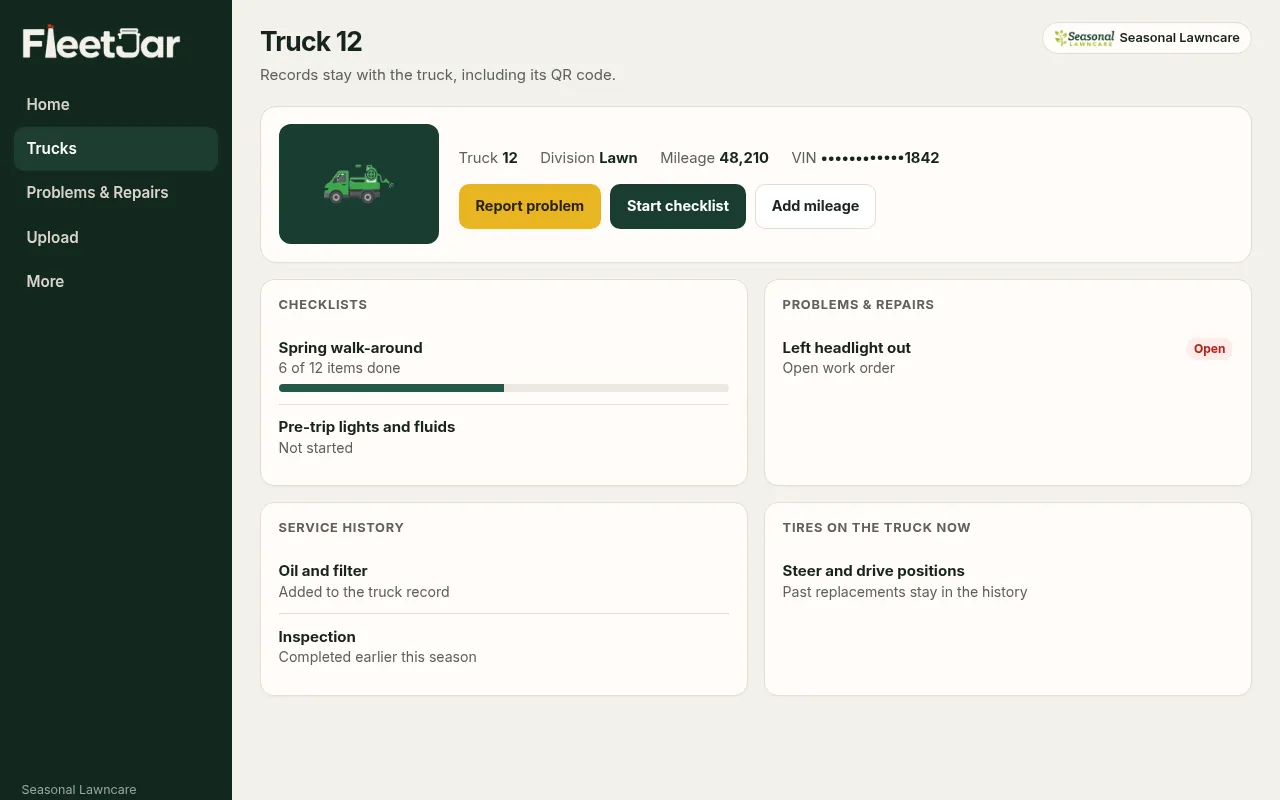 FleetJar
Home
Trucks
Problems & Repairs
Upload
More
Seasonal Lawncare
Truck 12
Records stay with the truck, including its QR code.
Seasonal LAWNCARE Seasonal Lawncare
Truck 12 Division Lawn Mileage 48,210 VIN ••••••••••••1842
Report problem Start checklist Add mileage
CHECKLISTS
Spring walk-around
6 of 12 items done
Pre-trip lights and fluids
Not started
PROBLEMS & REPAIRS
Left headlight out Open
Open work order
SERVICE HISTORY
Oil and filter
Added to the truck record
Inspection
Completed earlier this season
TIRES ON THE TRUCK NOW
Steer and drive positions
Past replacements stay in the history